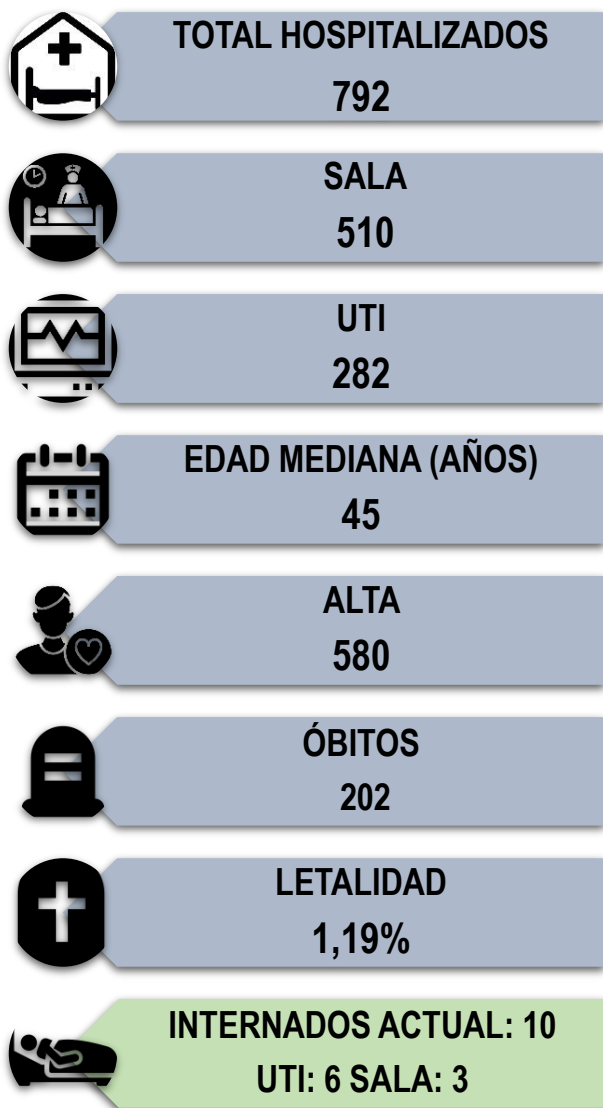 TOTAL HOSPITALIZADOS
792
SALA
510
UTI
282
EDAD MEDIANA (AÑOS)
45
ALTA
580
ÓBITOS
202
LETALIDAD
1,19%
INTERNADOS ACTUAL: 10
UTI: 6 SALA: 3